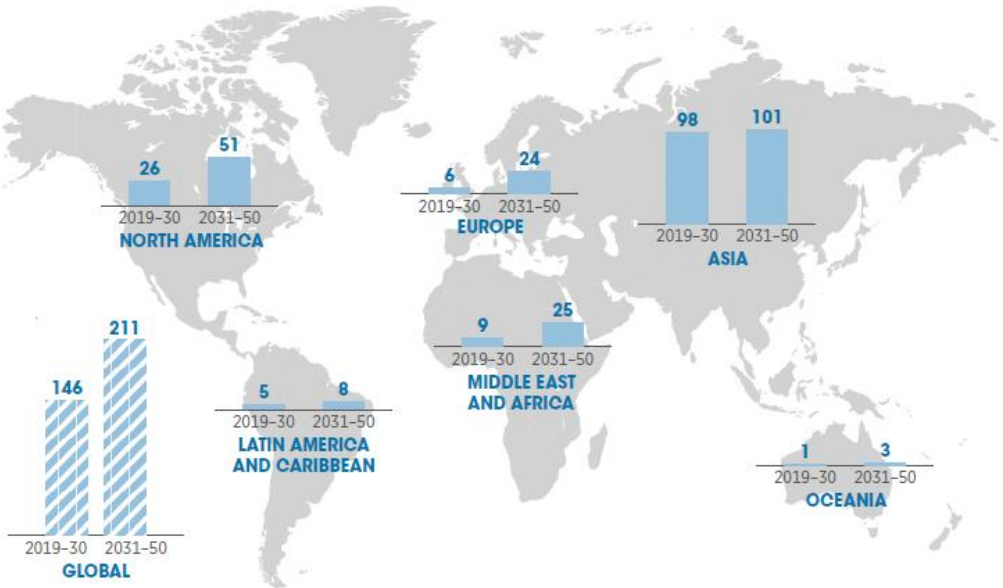 26 51
2019–30 2031–50
NORTH AMERICA
6 24
2019–30 2031–50
EUROPE
98 101
2019–30 2031–50
ASIA
146 211
2019–30 2031–50
GLOBAL
5 8
2019–30 2031–50
LATIN AMERICA
AND CARIBBEAN
9 25
2019–30 2031–50
MIDDLE EAST
AND AFRICA
1 3
2019–30 2031–50
OCEANIA